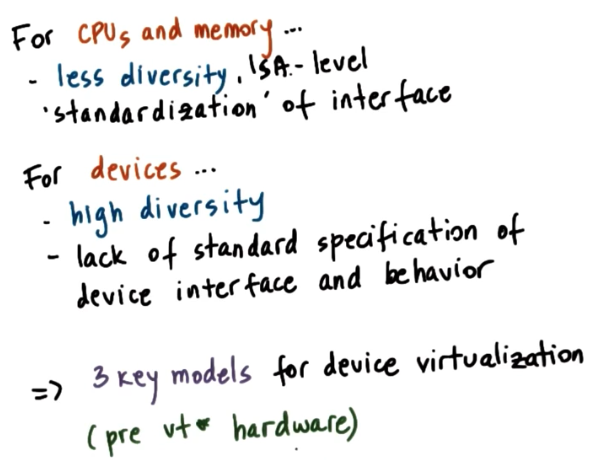 For CPUs and memory ...
- less diversity, ISA-level
'standardization' of interface
For devices ...
- high diversity
- lack of standard specification of
device interface and behavior
=> 3 key models for device virtualization
(pre vt* hardware)